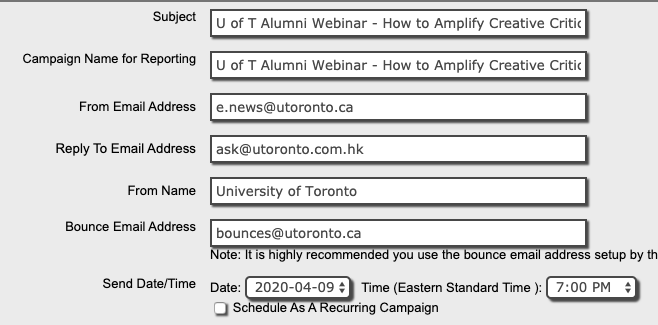 Subject U of T Alumni Webinar - How to Amplify Creative Critic
Campaign Name for Reporting U of T Alumni Webinar - How to Amplify Creative Critic
From Email Address e.news@utoronto.ca
Reply To Email Address ask@utoronto.com.hk
From Name University of Toronto
Bounce Email Address bounces@utoronto.ca
Note: It is highly recommended you use the bounce email address setup by th
Send Date/Time Date: 2020-04-09 Time (Eastern Standard Time ): 7:00 PM
Schedule As A Recurring Campaign